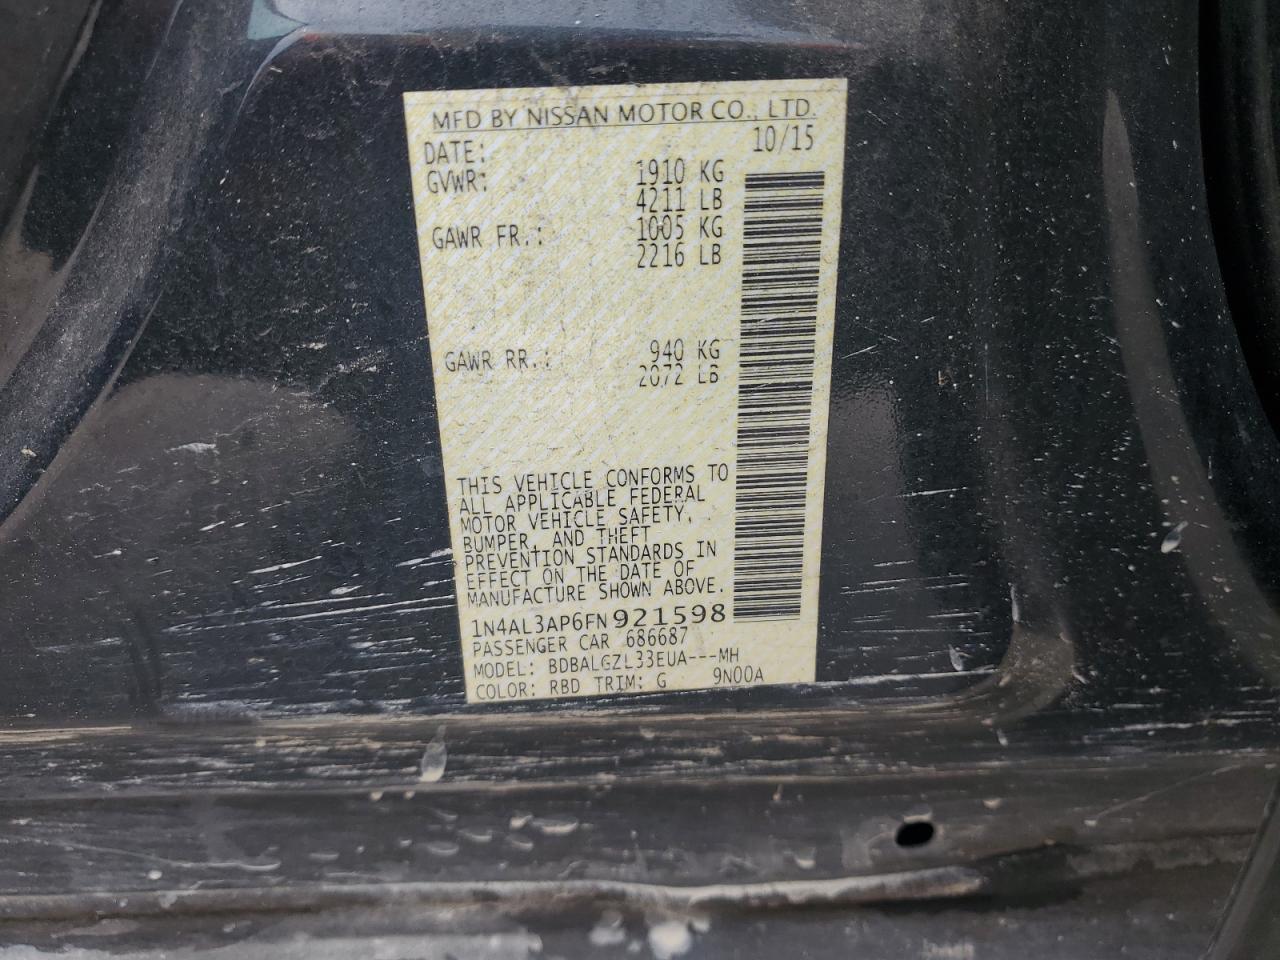 MFD BY NISSAN MOTOR CO., LTD.
DATE: 10/15
GVWR: 1910 KG
4211 LB
GAWR FR.: 1005 KG
2216 LB
GAWR RR.: 940 KG
2072 LB
THIS VEHICLE CONFORMS TO
ALL APPLICABLE FEDERAL
MOTOR VEHICLE SAFETY,
BUMPER, AND THEFT
PREVENTION STANDARDS IN
EFFECT ON THE DATE OF
MANUFACTURE SHOWN ABOVE.
1N4AL3AP6FN921598
PASSENGER CAR 686687
MODEL: BDBALGZL33EUA---MH
COLOR: RBD TRIM: G 9N00A